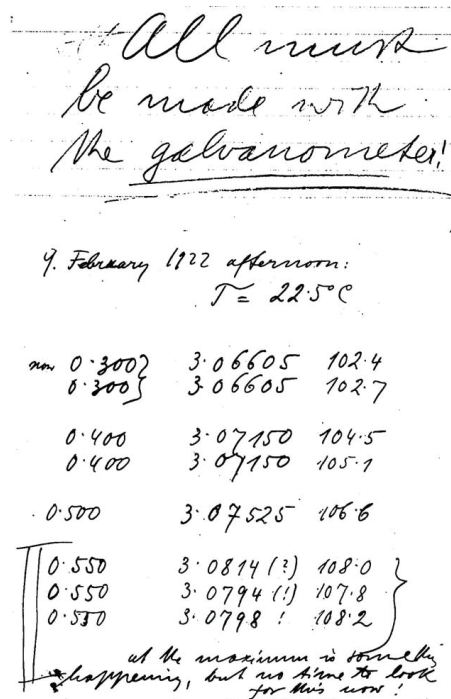 All must
be made with
the galvanometer!
9. February 1922 afternoon:
T = 22.5°C
now 0.300} 3.06605 102.4
0.300} 3.06605 102.7
0.400 3.07150 104.5
0.400 3.07150 105.1
0.500 3.07525 106.6
0.550 3.0814 (?) 108.0
0.550 3.0794 (!) 107.8
0.550 3.0798 ! 108.2
at the maximum is something
happening, but no time to look
for this now.